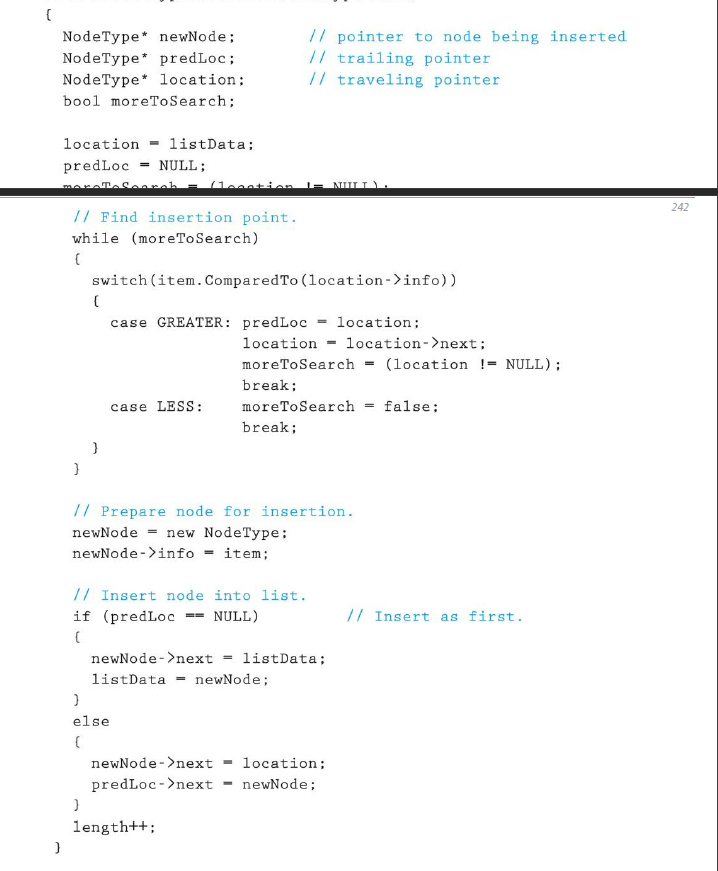 {
NodeType* newNode; // pointer to node being inserted
NodeType* predLoc; // trailing pointer
NodeType* location; // traveling pointer
bool moreToSearch;
location = listData;
predLoc = NULL;
moreToSearch = (location != NULL);
242
// Find insertion point.
while (moreToSearch)
{
switch(item.ComparedTo(location->info))
{
case GREATER: predLoc = location;
location = location->next;
moreToSearch = (location != NULL);
break;
case LESS: moreToSearch = false;
break;
}
}
// Prepare node for insertion.
newNode = new NodeType;
newNode->info = item;
// Insert node into list.
if (predLoc == NULL) // Insert as first.
{
newNode->next = listData;
listData = newNode;
}
else
{
newNode->next = location;
predLoc->next = newNode;
}
length++;
}